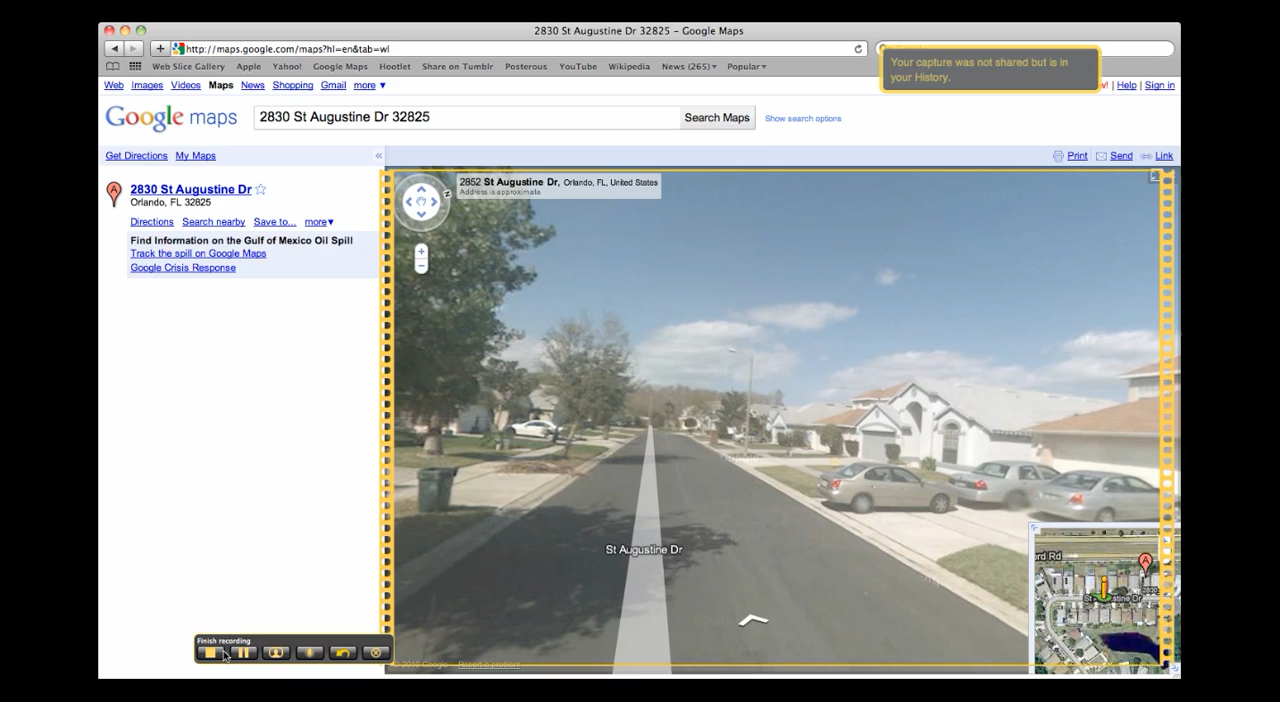 2830 St Augustine Dr 32825 – Google Maps
http://maps.google.com/maps?hl=en&tab=wl
Web Slice Gallery Apple Yahoo! Google Maps Hootlet Share on Tumblr Posterous YouTube Wikipedia News (265)▾ Popular▾
Your capture was not shared but is in
your History.
Web Images Videos Maps News Shopping Gmail more ▼
| Help | Sign in
Google maps
2830 St Augustine Dr 32825
Search Maps
Show search options
Get Directions My Maps
«
Print Send Link
A
2830 St Augustine Dr
Orlando, FL 32825
Directions Search nearby Save to... more▼
Find Information on the Gulf of Mexico Oil Spill
Track the spill on Google Maps
Google Crisis Response
2852 St Augustine Dr, Orlando, FL, United States
Address is approximate
St Augustine Dr
rd Rd
A
Finish recording
© 2010 Google Report a problem